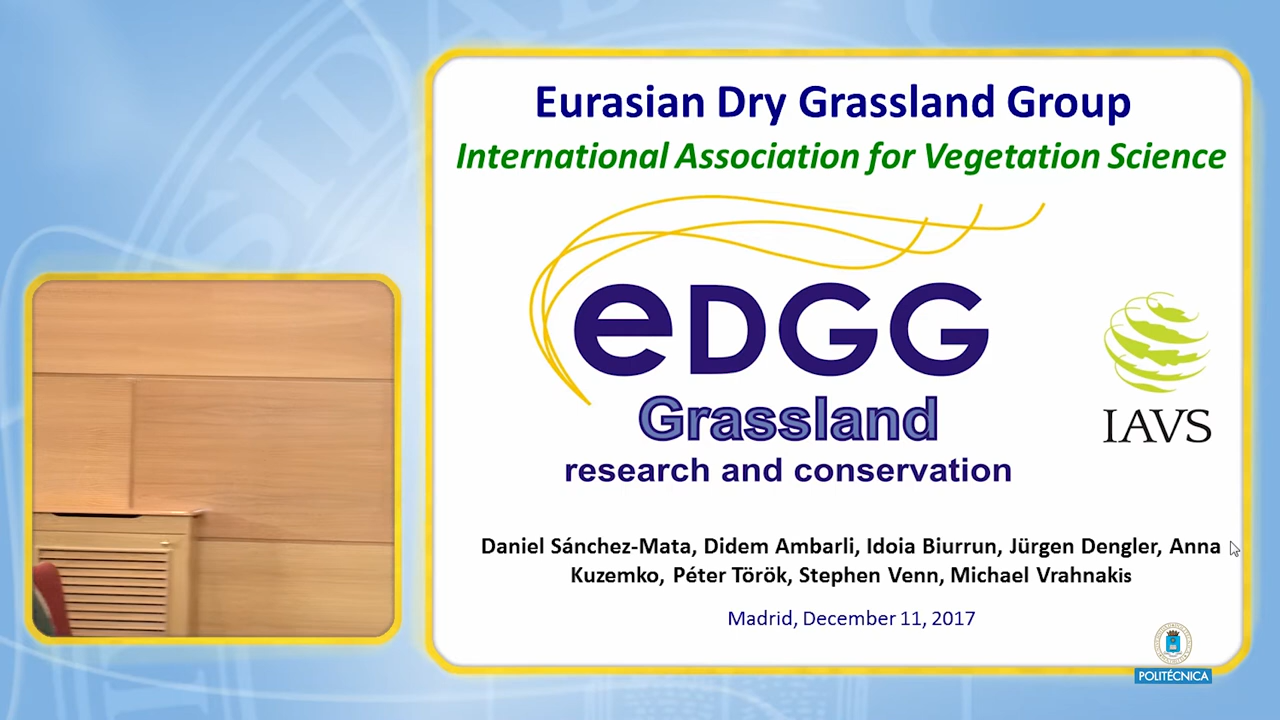 Eurasian Dry Grassland Group
International Association for Vegetation Science
eDGG
Grassland
research and conservation
IAVS
Daniel Sánchez-Mata, Didem Ambarli, Idoia Biurrun, Jürgen Dengler, Anna
Kuzemko, Péter Török, Stephen Venn, Michael Vrahnakis
Madrid, December 11, 2017
POLITÉCNICA